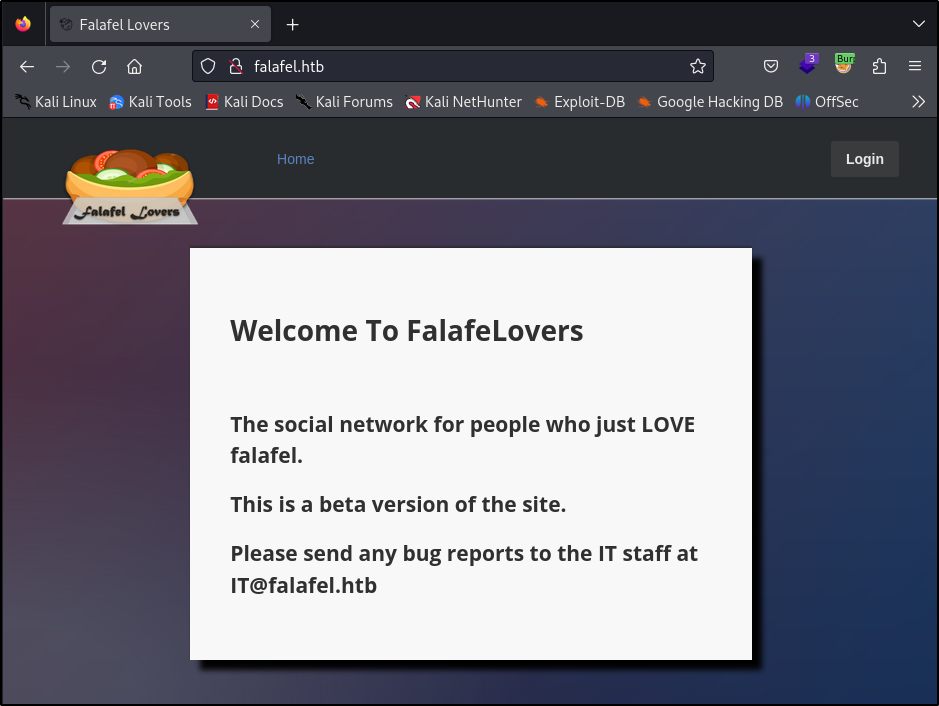 Falafel Lovers
falafel.htb
3
Burr
Kali Linux Kali Tools Kali Docs Kali Forums Kali NetHunter Exploit-DB Google Hacking DB OffSec
Falafel Lovers
Home
Login
Welcome To FalafeLovers
The social network for people who just LOVE
falafel.
This is a beta version of the site.
Please send any bug reports to the IT staff at
IT@falafel.htb